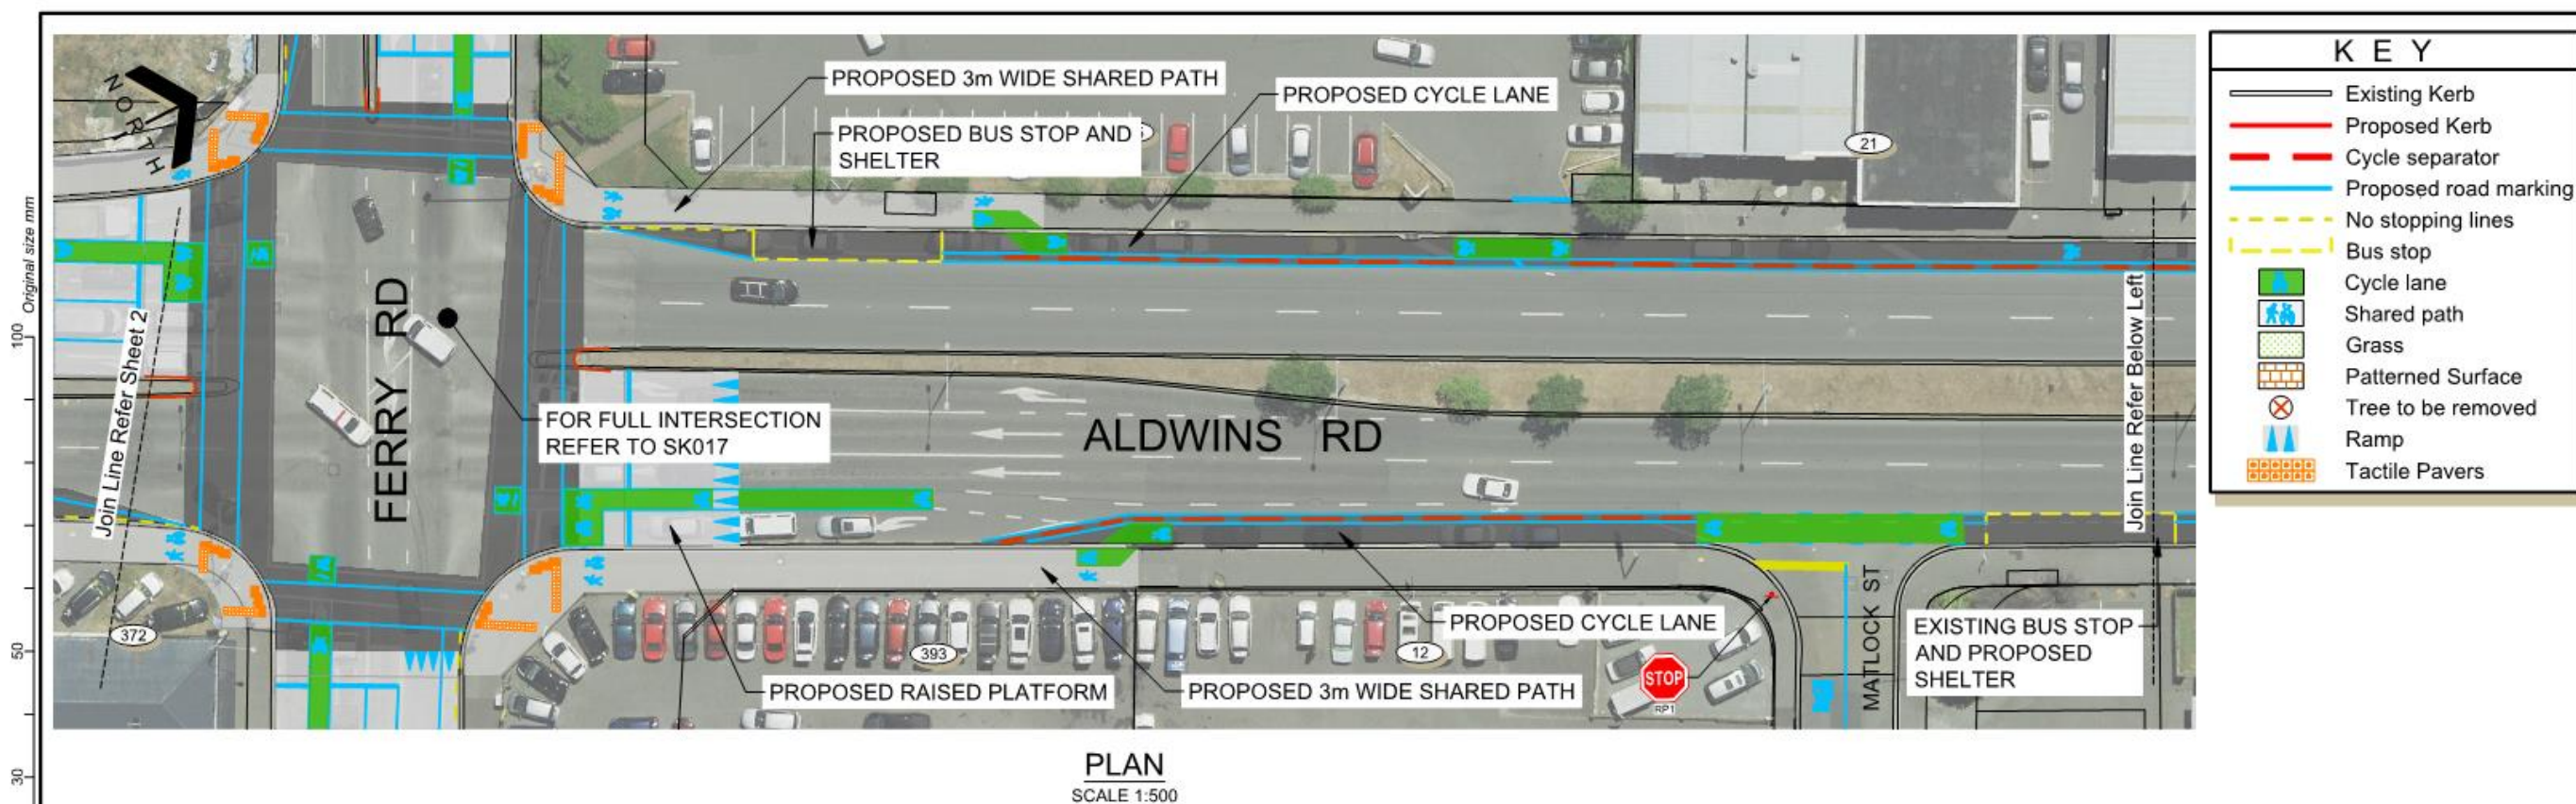 NORTH
PROPOSED 3m WIDE SHARED PATH
PROPOSED CYCLE LANE
PROPOSED BUS STOP AND
SHELTER
21
Original size mm
100
50
30
Join Line Refer Sheet 2
FERRY RD
FOR FULL INTERSECTION
REFER TO SK017
ALDWINS RD
Join Line Refer Below Left
372
393
12
PROPOSED RAISED PLATFORM
PROPOSED 3m WIDE SHARED PATH
PROPOSED CYCLE LANE
STOP
RP1
MATLOCK ST
EXISTING BUS STOP
AND PROPOSED
SHELTER
PLAN
SCALE 1:500
KEY
Existing Kerb
Proposed Kerb
Cycle separator
Proposed road marking
No stopping lines
Bus stop
Cycle lane
Shared path
Grass
Patterned Surface
Tree to be removed
Ramp
Tactile Pavers